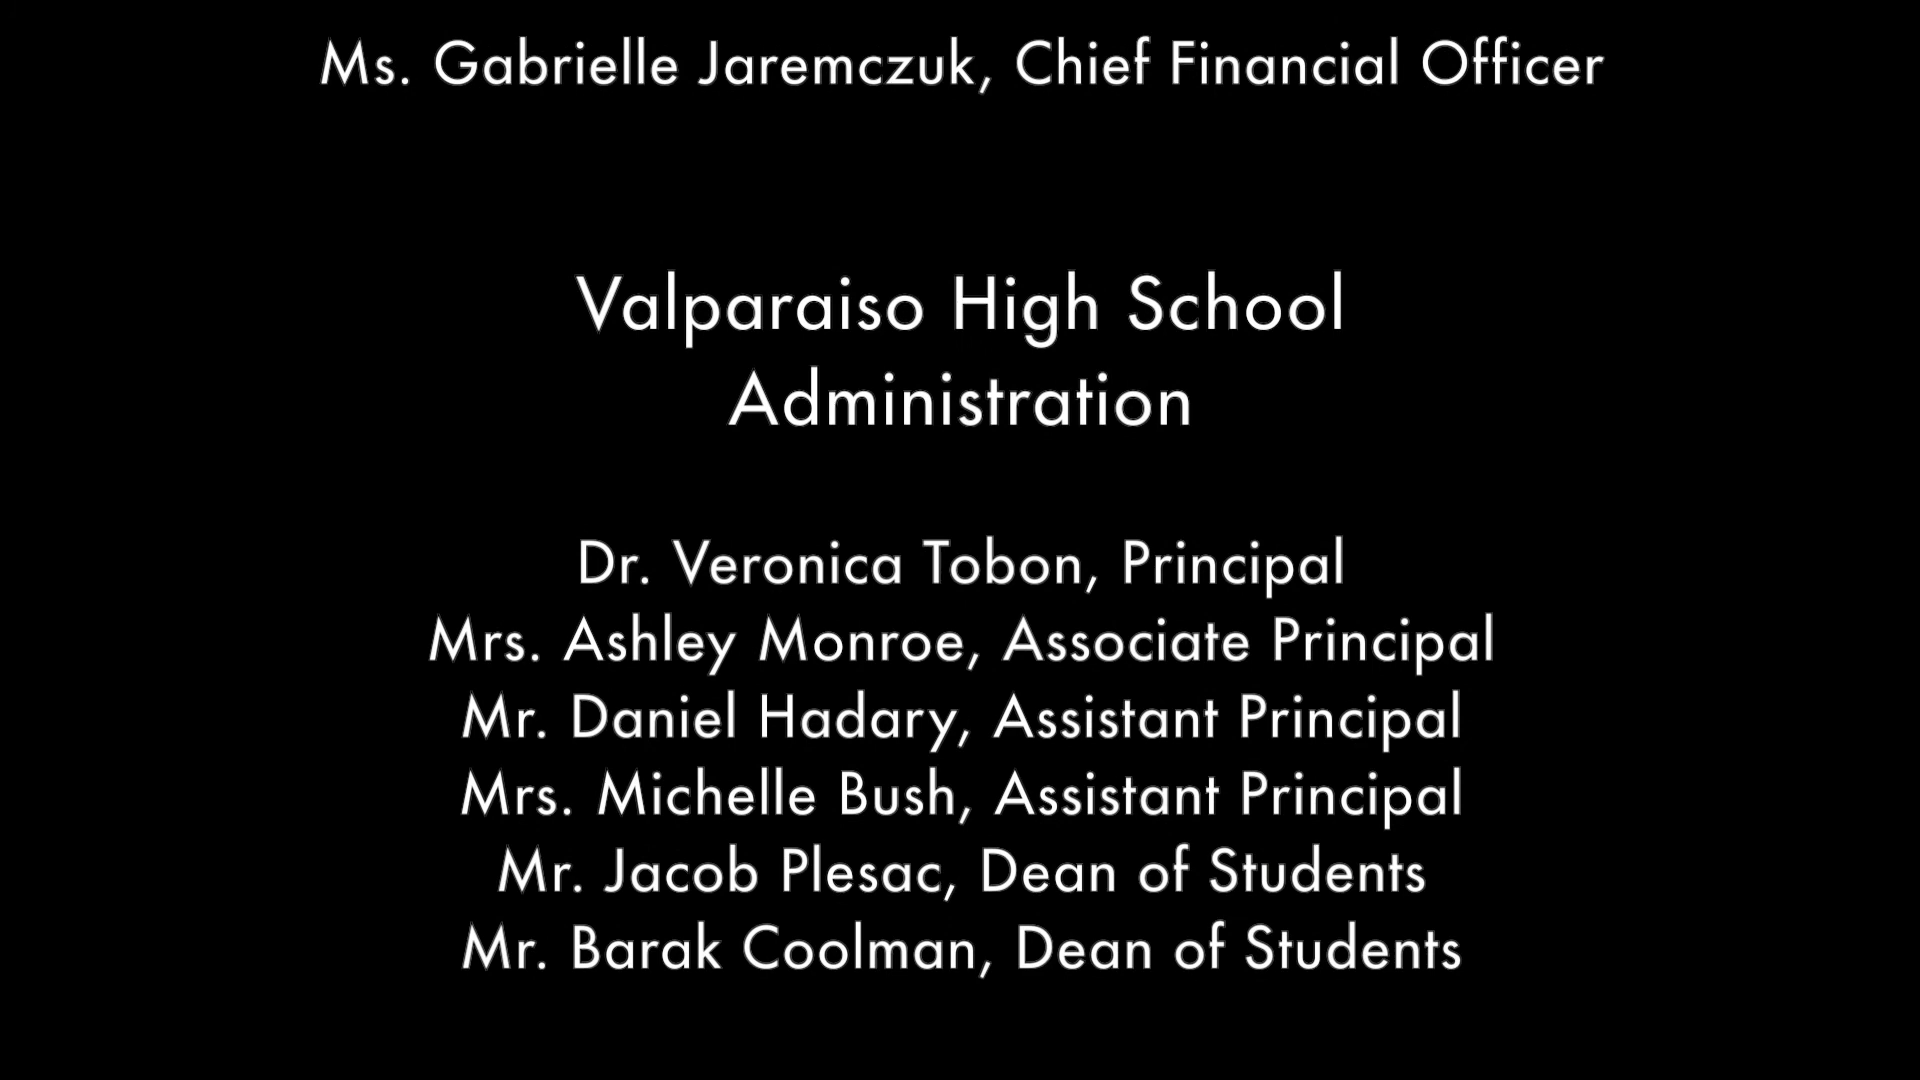 Ms. Gabrielle Jaremczuk, Chief Financial Officer
Valparaiso High School
Administration
Dr. Veronica Tobon, Principal
Mrs. Ashley Monroe, Associate Principal
Mr. Daniel Hadary, Assistant Principal
Mrs. Michelle Bush, Assistant Principal
Mr. Jacob Plesac, Dean of Students
Mr. Barak Coolman, Dean of Students